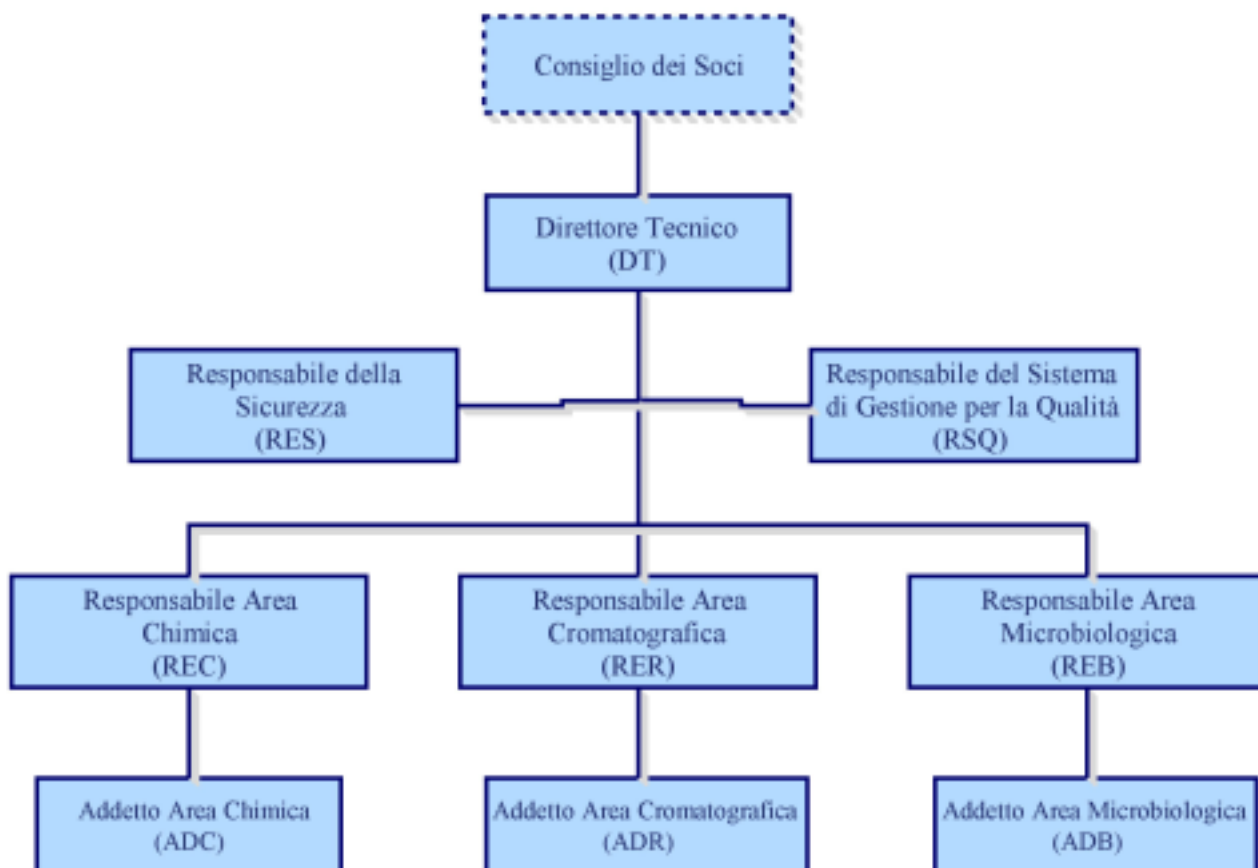 Consiglio dei Soci
Direttore Tecnico
(DT)
Responsabile della
Sicurezza
(RES)
Responsabile del Sistema
di Gestione per la Qualità
(RSQ)
Responsabile Area
Chimica
(REC)
Responsabile Area
Cromatografica
(RER)
Responsabile Area
Microbiologica
(REB)
Addetto Area Chimica
(ADC)
Addetto Area Cromatografica
(ADR)
Addetto Area Microbiologica
(ADB)